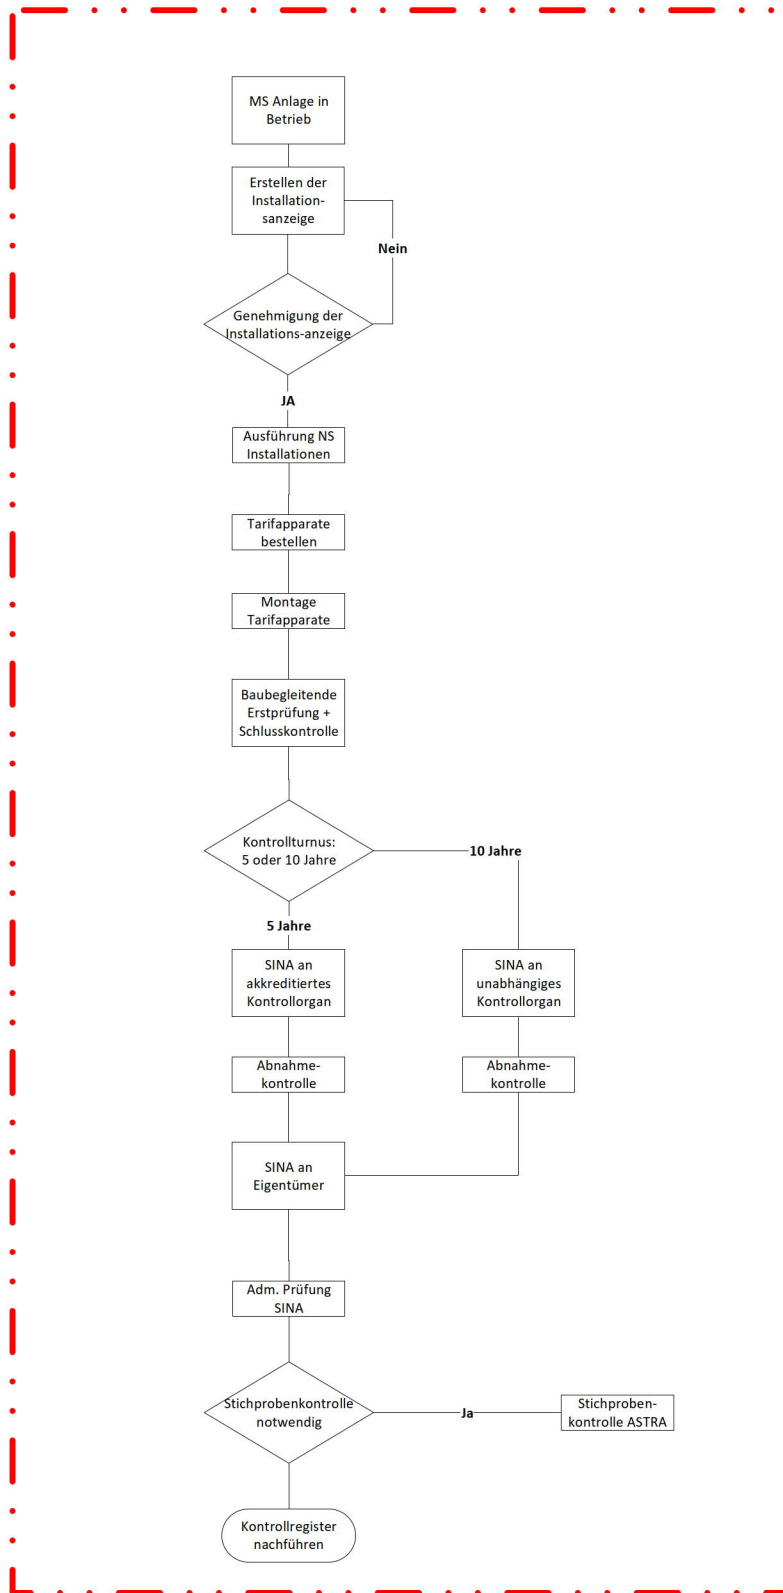 MS Anlage in
Betrieb
Erstellen der
Installation-
sanzeige
Nein
Genehmigung der
Installations-anzeige
JA
Ausführung NS
Installationen
Tarifapparate
bestellen
Montage
Tarifapparate
Baubegleitende
Erstprüfung +
Schlusskontrolle
Kontrollturnus:
5 oder 10 Jahre
10 Jahre
5 Jahre
SINA an
akkreditiertes
Kontrollorgan
SINA an
unabhängiges
Kontrollorgan
Abnahme-
kontrolle
Abnahme-
kontrolle
SINA an
Eigentümer
Adm. Prüfung
SINA
Stichprobenkontrolle
notwendig
Ja
Stichproben-
kontrolle ASTRA
Kontrollregister
nachführen